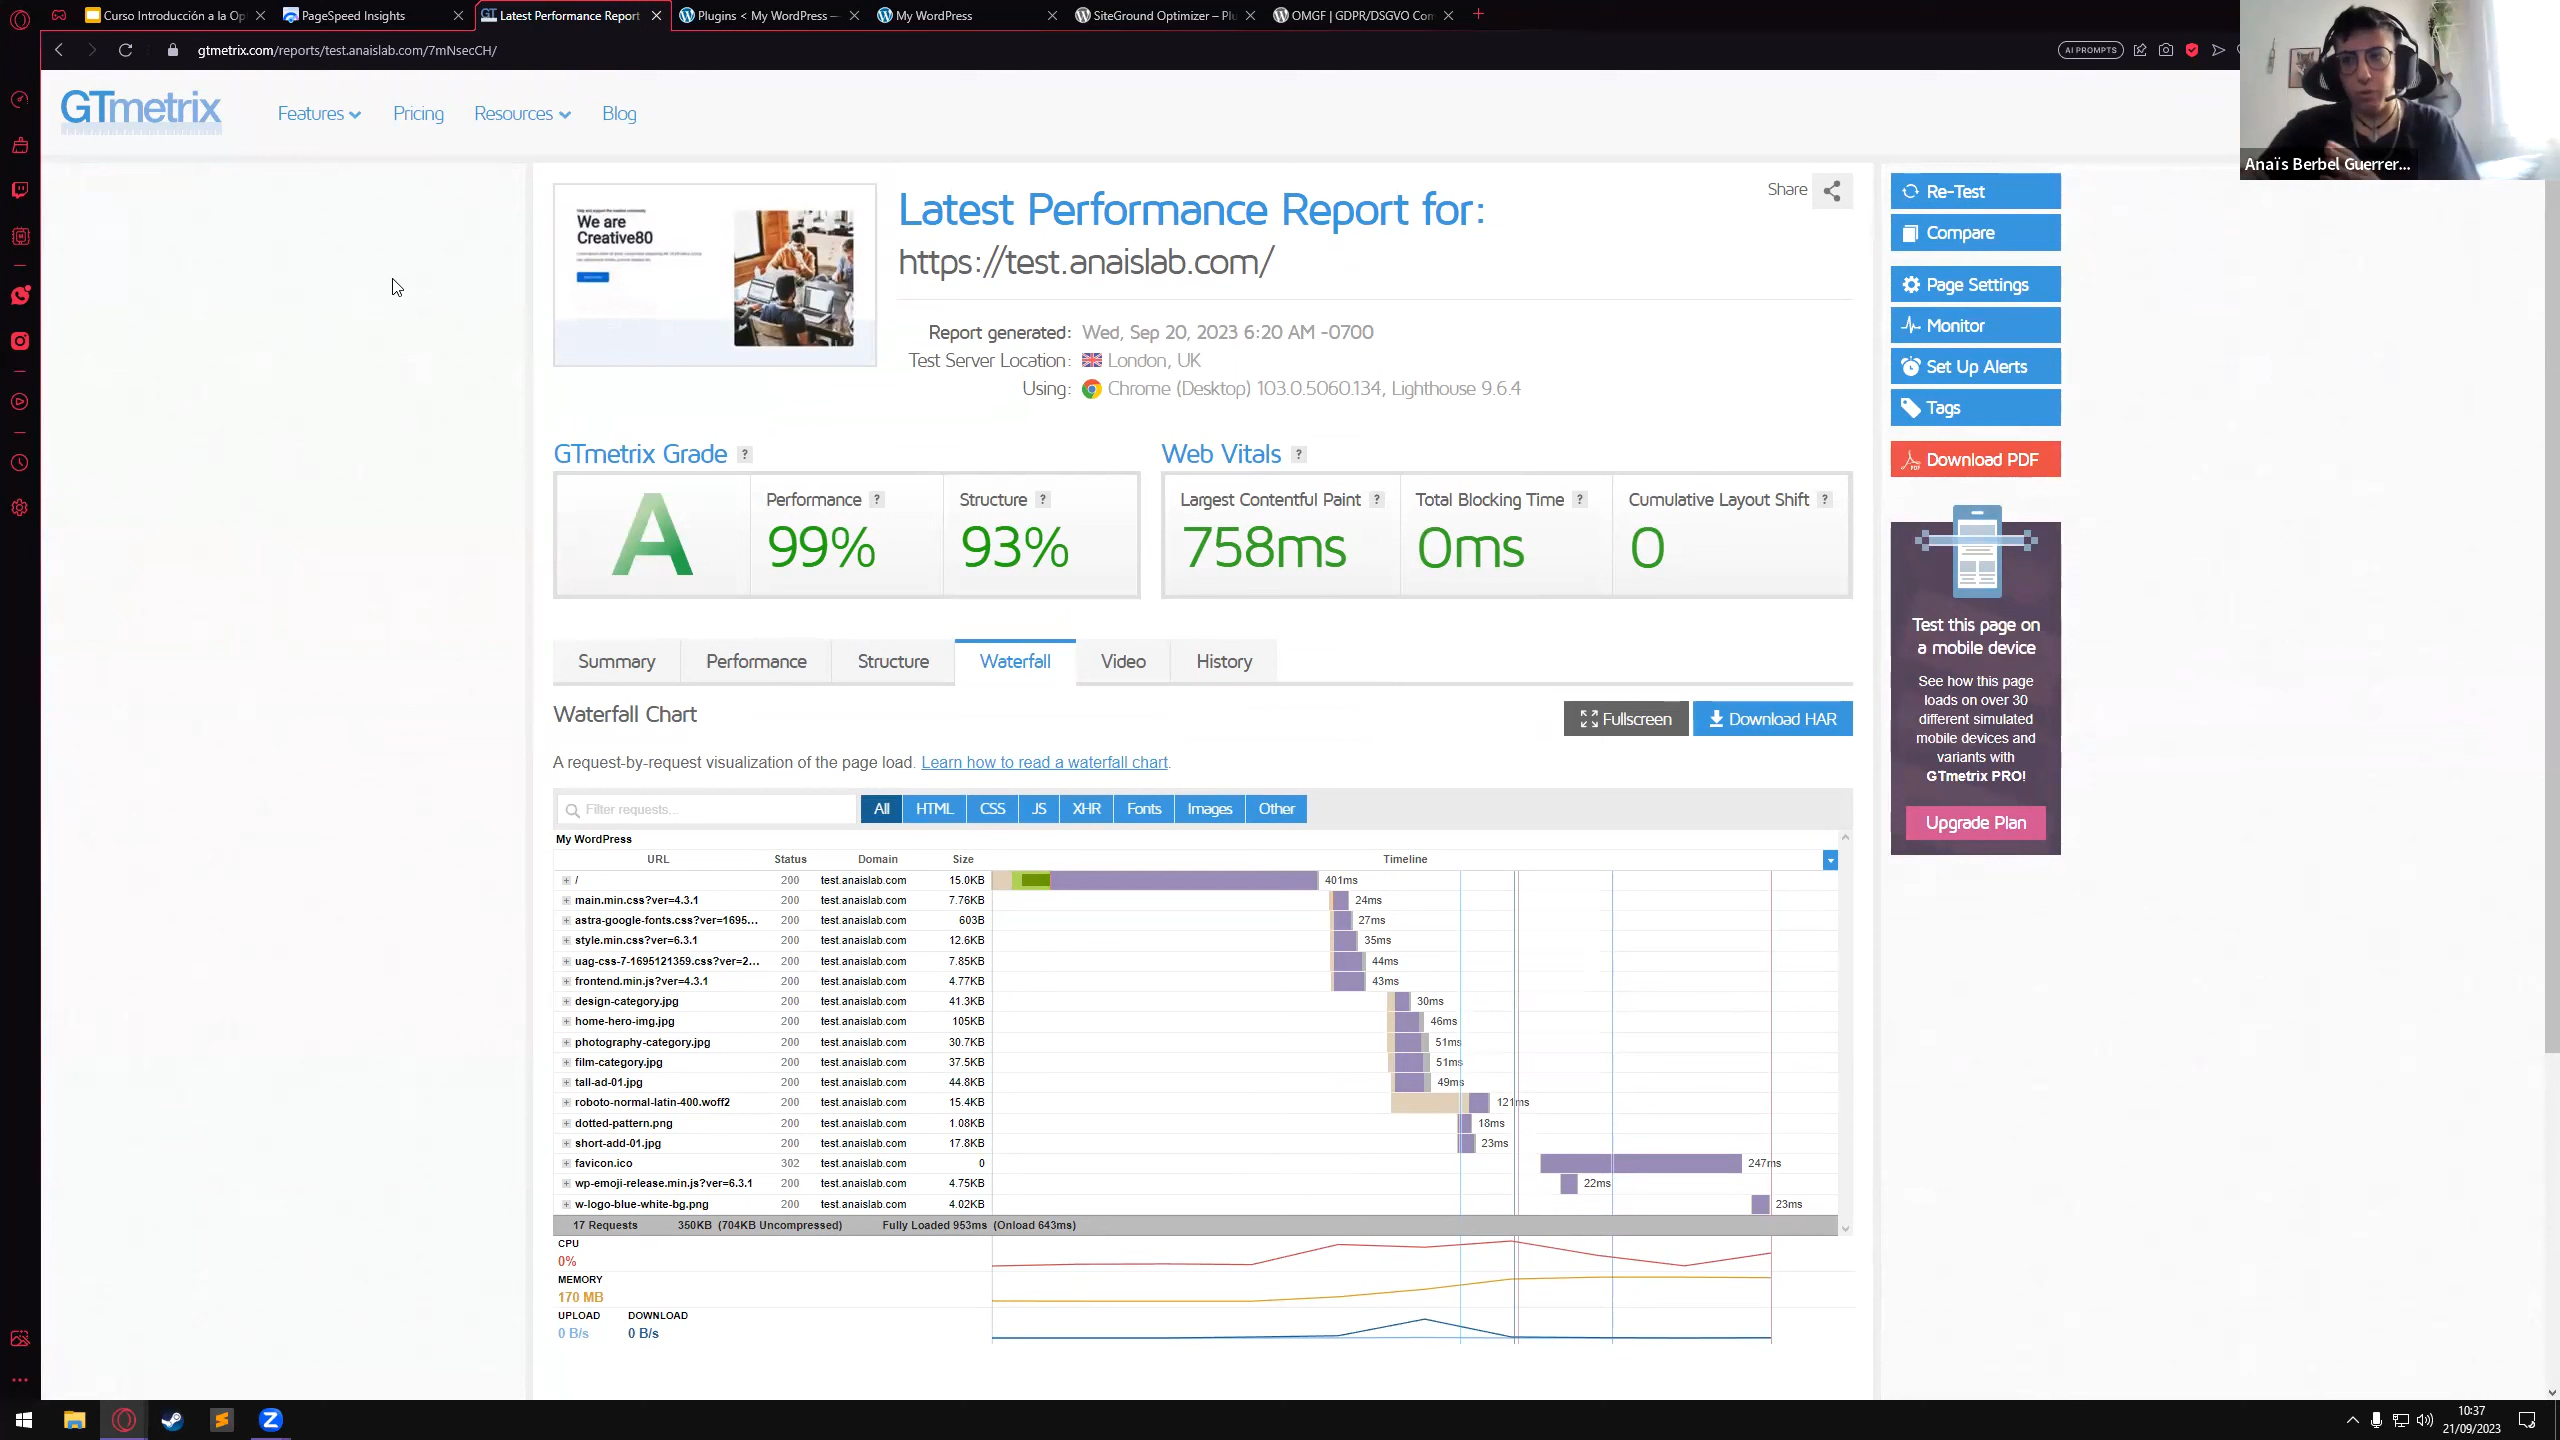 Curso Introducción a la Op
PageSpeed Insights
Latest Performance Report
Plugins < My WordPress —
My WordPress
SiteGround Optimizer – Plu
OMGF | GDPR/DSGVO Com
gtmetrix.com/reports/test.anaislab.com/7mNsecCH/
AI PROMPTS
GTmetrix
Features
Pricing
Resources
Blog
Anaïs Berbel Guerrer...
We are
Creative80
Latest Performance Report for:
https://test.anaislab.com/
Share
Report generated: Wed, Sep 20, 2023 6:20 AM -0700
Test Server Location: London, UK
Using: Chrome (Desktop) 103.0.5060.134, Lighthouse 9.6.4
Re-Test
Compare
Page Settings
Monitor
Set Up Alerts
Tags
Download PDF
GTmetrix Grade ?
Web Vitals ?
A
Performance ?
99%
Structure ?
93%
Largest Contentful Paint ?
758ms
Total Blocking Time ?
0ms
Cumulative Layout Shift ?
0
Test this page on
a mobile device
See how this page
loads on over 30
different simulated
mobile devices and
variants with
GTmetrix PRO!
Upgrade Plan
Summary Performance Structure Waterfall Video History
Waterfall Chart
Fullscreen
Download HAR
A request-by-request visualization of the page load. Learn how to read a waterfall chart.
Filter requests...
All HTML CSS JS XHR Fonts Images Other
My WordPress
URL Status Domain Size Timeline
/ 200 test.anaislab.com 15.0KB 401ms
main.min.css?ver=4.3.1 200 test.anaislab.com 7.76KB 24ms
astra-google-fonts.css?ver=1695... 200 test.anaislab.com 603B 27ms
style.min.css?ver=6.3.1 200 test.anaislab.com 12.6KB 35ms
uag-css-7-1695121359.css?ver=2... 200 test.anaislab.com 7.85KB 44ms
frontend.min.js?ver=4.3.1 200 test.anaislab.com 4.77KB 43ms
design-category.jpg 200 test.anaislab.com 41.3KB 30ms
home-hero-img.jpg 200 test.anaislab.com 105KB 46ms
photography-category.jpg 200 test.anaislab.com 30.7KB 51ms
film-category.jpg 200 test.anaislab.com 37.5KB 51ms
tall-ad-01.jpg 200 test.anaislab.com 44.8KB 49ms
roboto-normal-latin-400.woff2 200 test.anaislab.com 15.4KB 121ms
dotted-pattern.png 200 test.anaislab.com 1.08KB 18ms
short-add-01.jpg 200 test.anaislab.com 17.8KB 23ms
favicon.ico 302 test.anaislab.com 0 247ms
wp-emoji-release.min.js?ver=6.3.1 200 test.anaislab.com 4.75KB 22ms
w-logo-blue-white-bg.png 200 test.anaislab.com 4.02KB 23ms
17 Requests 350KB (704KB Uncompressed) Fully Loaded 953ms (Onload 643ms)
CPU
0%
MEMORY
170 MB
UPLOAD DOWNLOAD
0 B/s 0 B/s
10:37
21/09/2023